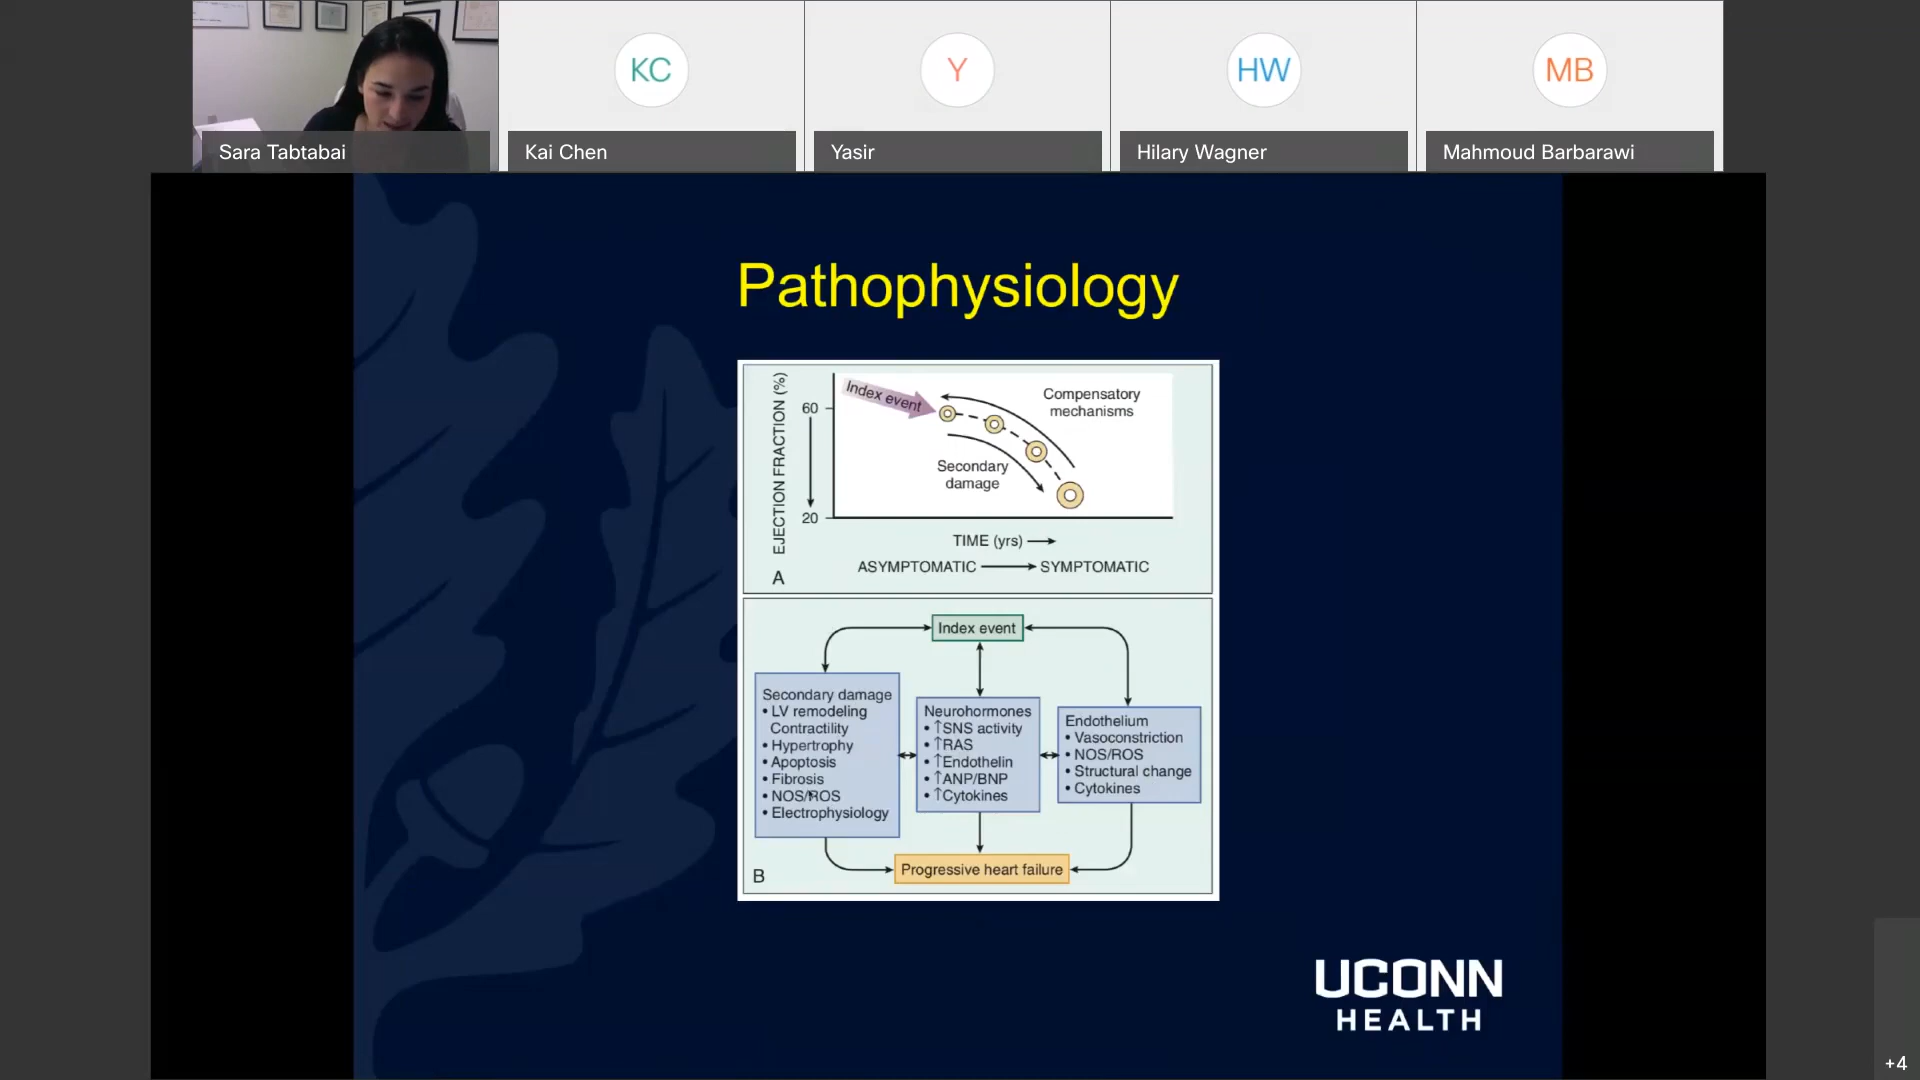 KC
Y
HW
MB
Sara Tabtabai
Kai Chen
Yasir
Hilary Wagner
Mahmoud Barbarawi
Pathophysiology
EJECTION FRACTION (%)
60
20
Index event
Compensatory
mechanisms
Secondary
damage
TIME (yrs)
ASYMPTOMATIC
SYMPTOMATIC
A
Index event
Secondary damage
• LV remodeling
Contractility
• Hypertrophy
• Apoptosis
• Fibrosis
• NOS/ROS
• Electrophysiology
Neurohormones
• ↑SNS activity
• ↑RAS
• ↑Endothelin
• ↑ANP/BNP
• ↑Cytokines
Endothelium
• Vasoconstriction
• NOS/ROS
• Structural change
• Cytokines
Progressive heart failure
B
UCONN
HEALTH
+4